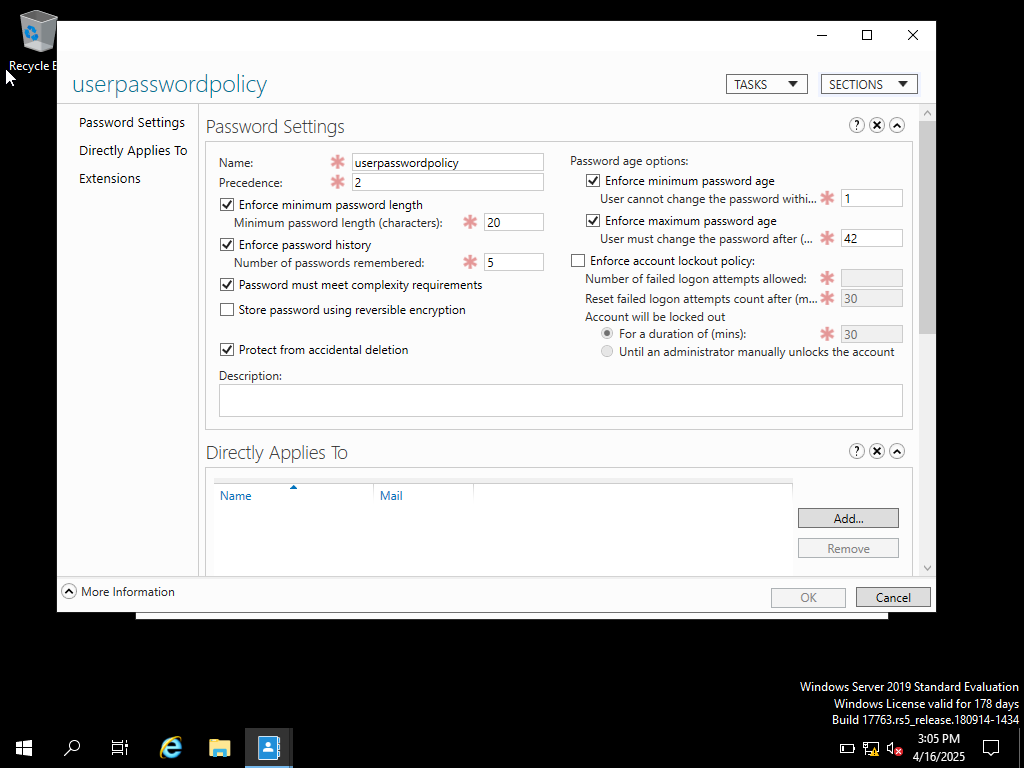 Recycle B
userpasswordpolicy
TASKS
SECTIONS
Password Settings
Directly Applies To
Extensions
Password Settings
?
Name:
userpasswordpolicy
Precedence:
2
Enforce minimum password length
Minimum password length (characters):
20
Enforce password history
Number of passwords remembered:
5
Password must meet complexity requirements
Store password using reversible encryption
Protect from accidental deletion
Password age options:
Enforce minimum password age
User cannot change the password withi...
1
Enforce maximum password age
User must change the password after (...
42
Enforce account lockout policy:
Number of failed logon attempts allowed:
Reset failed logon attempts count after (m...
30
Account will be locked out
For a duration of (mins):
30
Until an administrator manually unlocks the account
Description:
Directly Applies To
?
Name
Mail
Add...
Remove
More Information
OK
Cancel
Windows Server 2019 Standard Evaluation
Windows License valid for 178 days
Build 17763.rs5_release.180914-1434
3:05 PM
4/16/2025